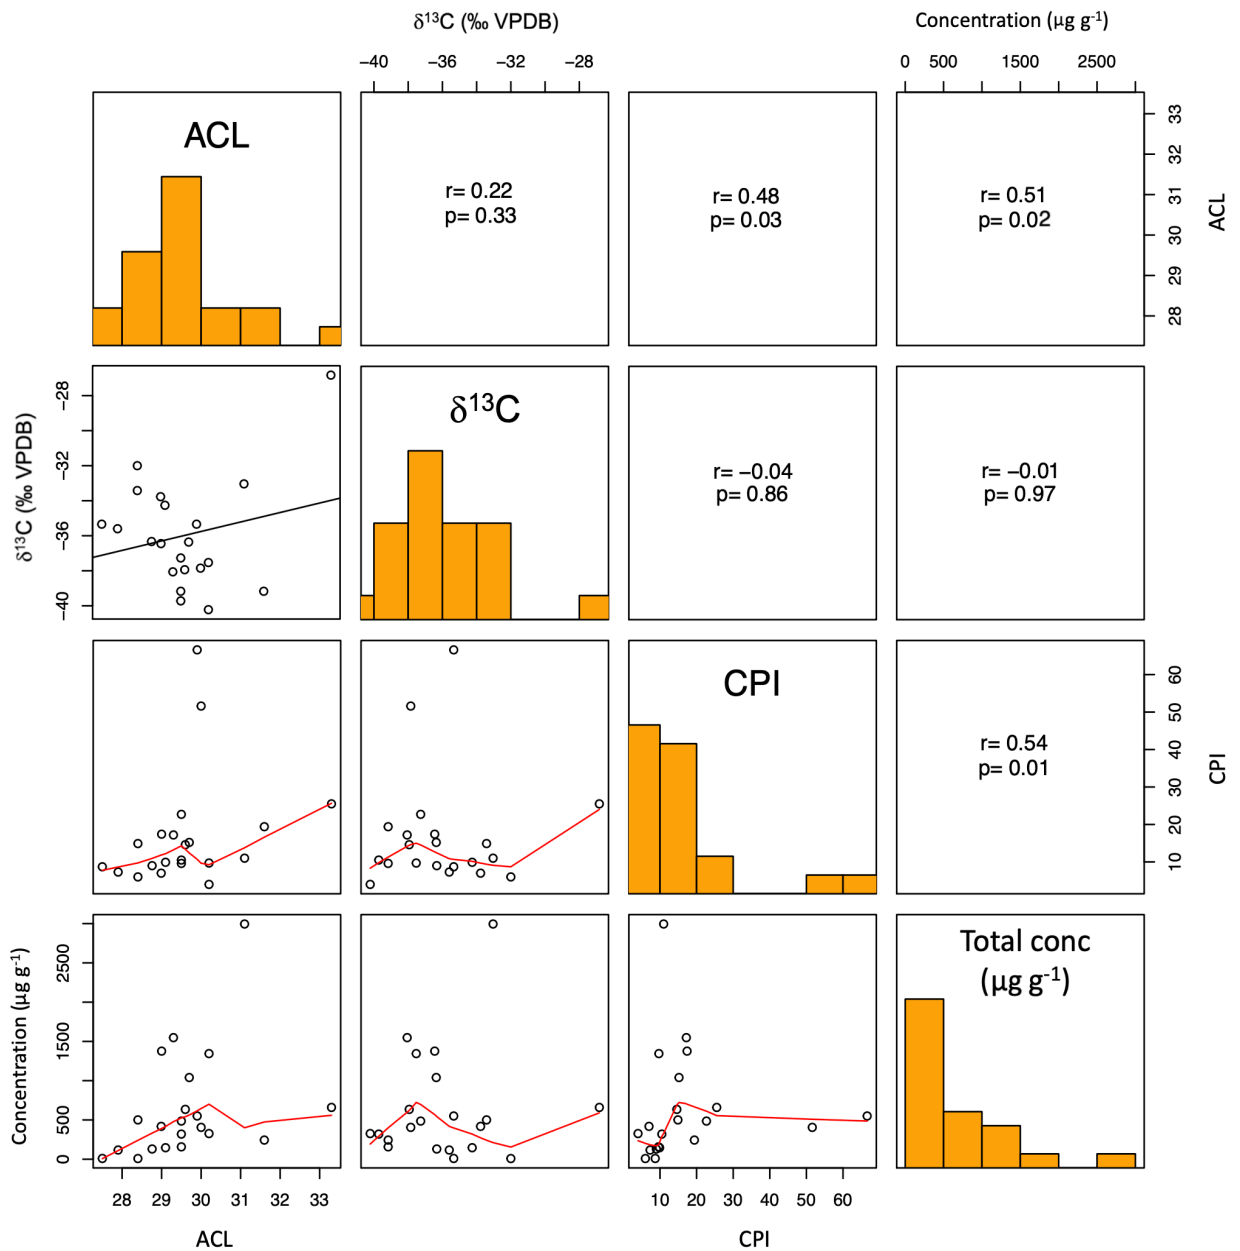 δ¹³C (‰ VPDB)
Concentration (µg g⁻¹)
−40 −36 −32 −28
0 500 1500 2500
ACL
r= 0.22
p= 0.33
r= 0.48
p= 0.03
r= 0.51
p= 0.02
33
32
31
30
29
28
ACL
δ¹³C (‰ VPDB)
−28
−32
−36
−40
δ¹³C
r= −0.04
p= 0.86
r= −0.01
p= 0.97
CPI
r= 0.54
p= 0.01
60
50
40
30
20
10
CPI
Concentration (µg g⁻¹)
2500
1500
500
0
Total conc
(µg g⁻¹)
28 29 30 31 32 33
10 20 30 40 50 60
ACL
CPI